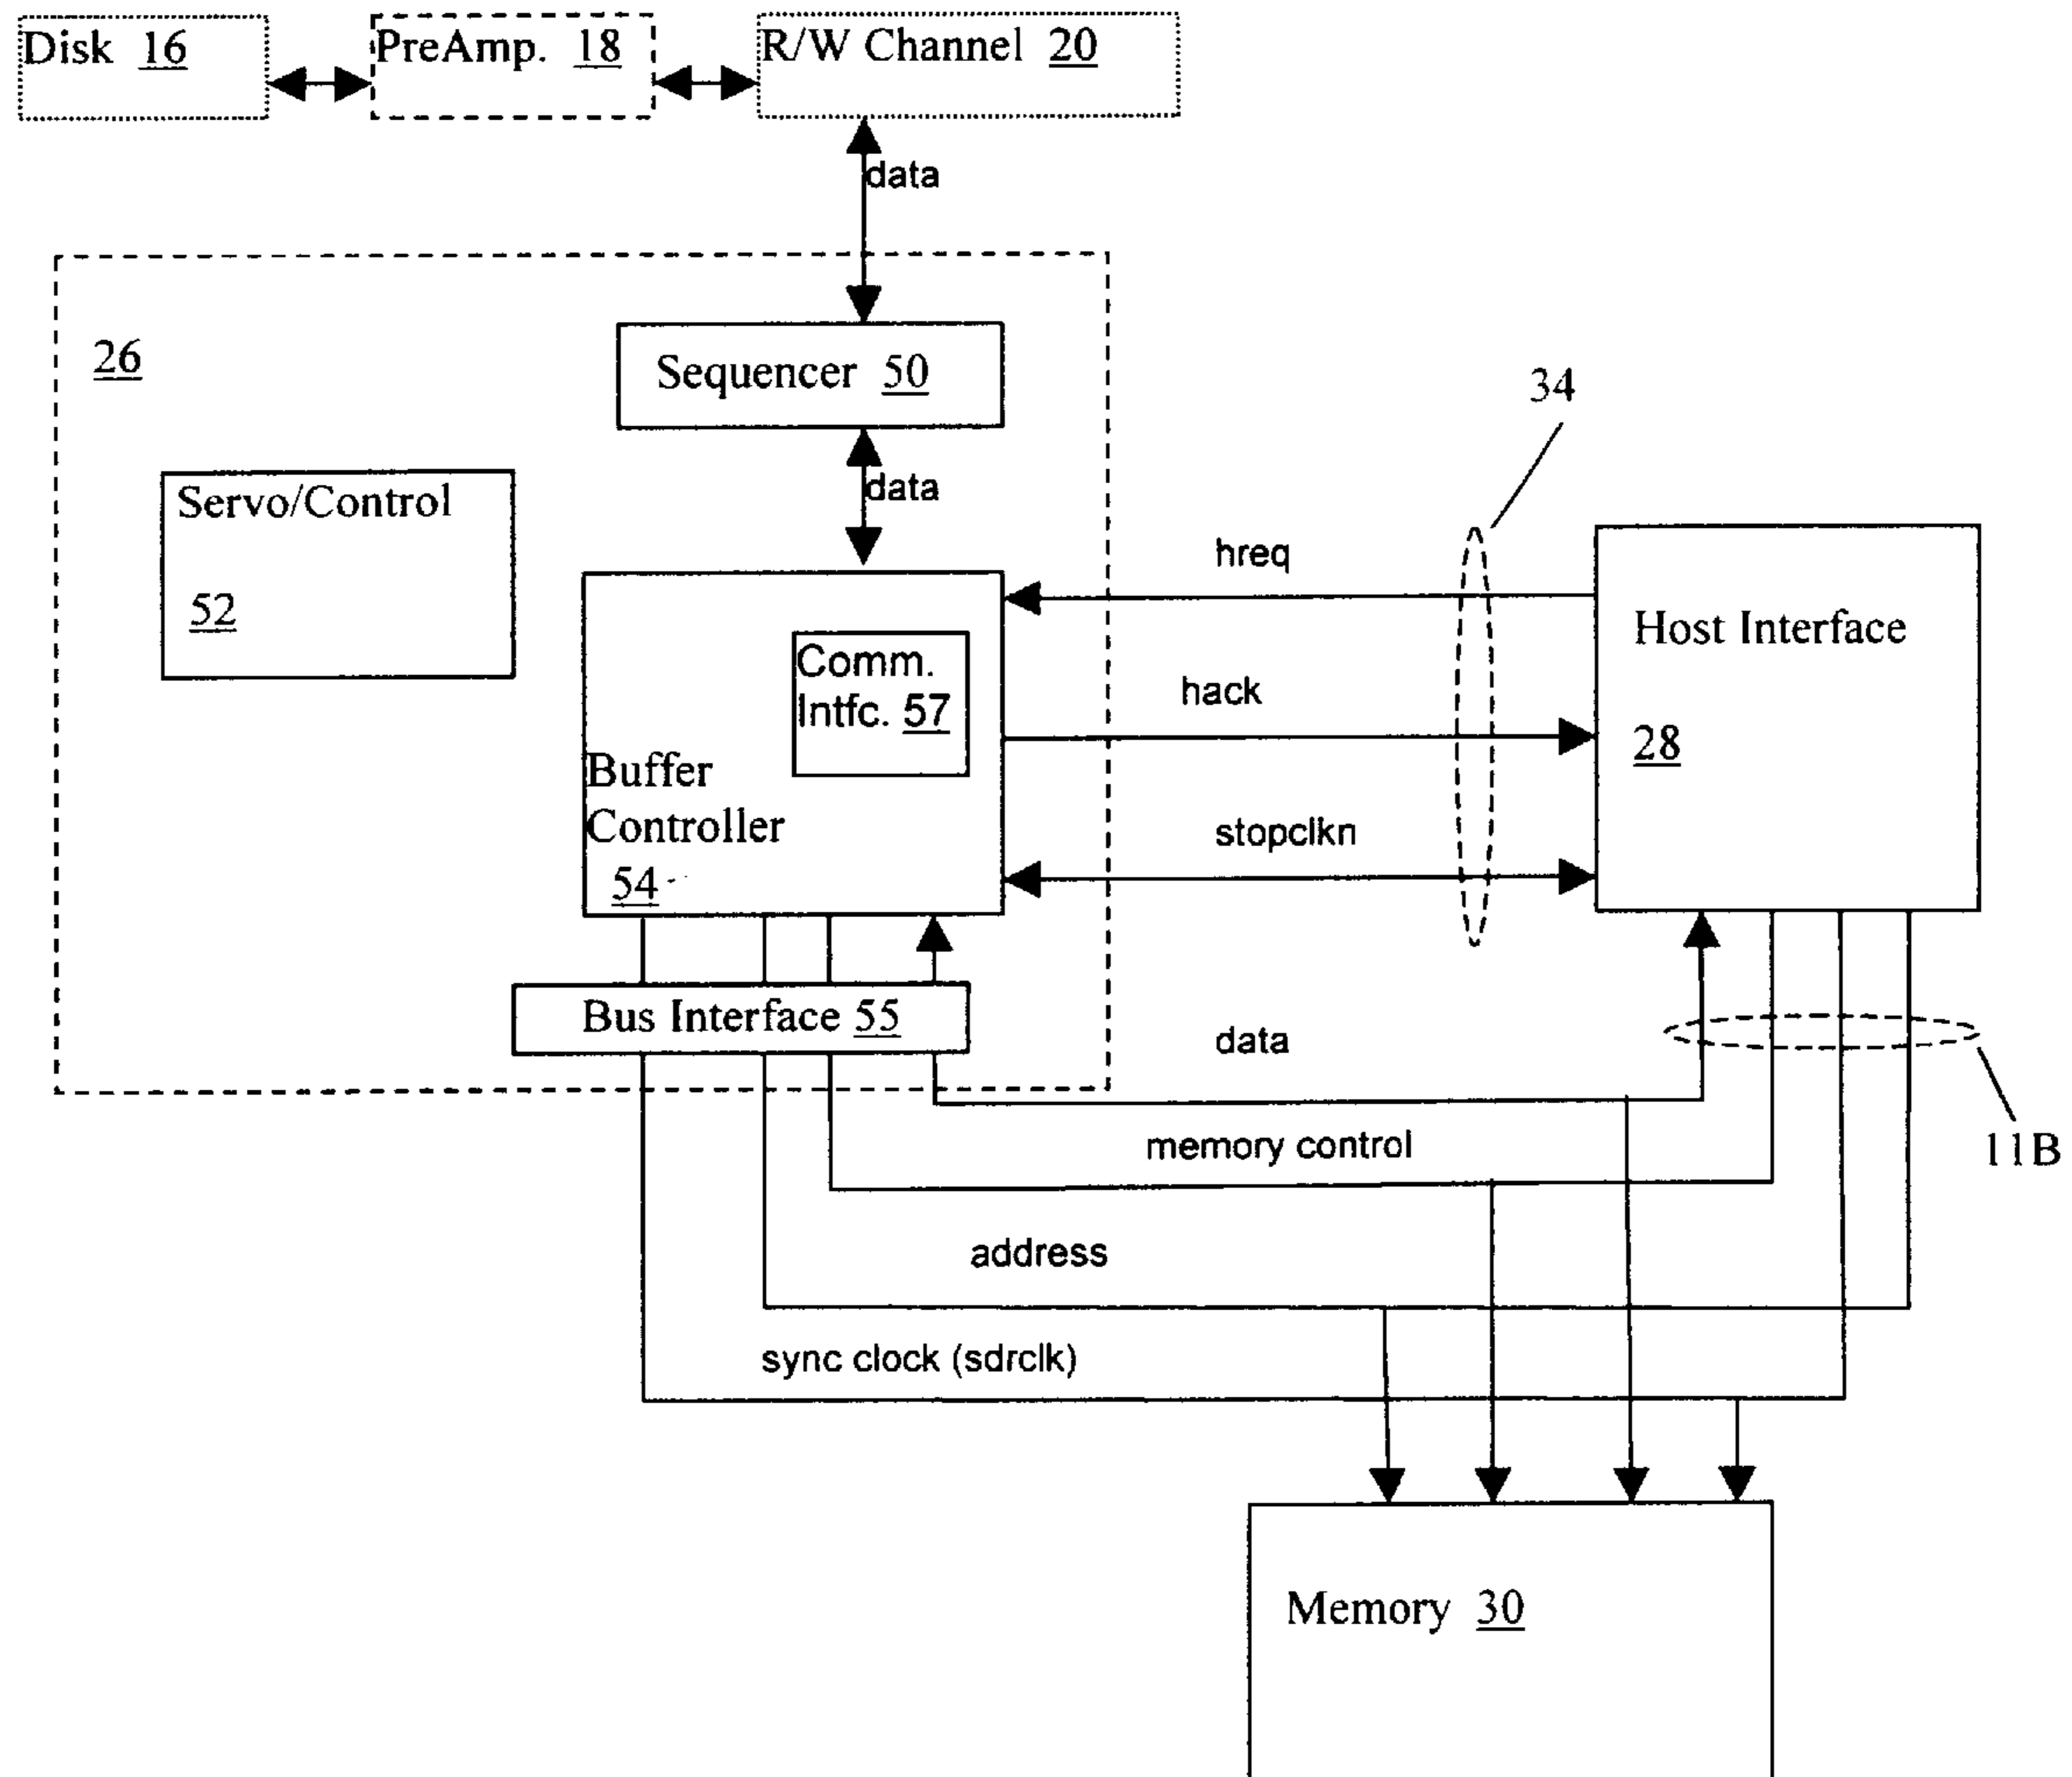 Disk 16
PreAmp. 18
R/W Channel 20
data
26
Sequencer 50
34
data
Servo/Control
52
hreq
Host Interface
28
Comm.
Intfc. 57
hack
Buffer
Controller
54
stopclkn
Bus Interface 55
data
11B
memory control
address
sync clock (sdrclk)
Memory 30